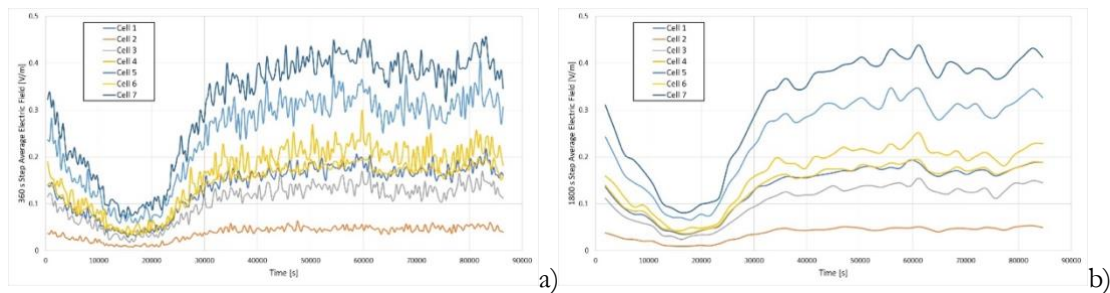 0.5
0.4
0.3
0.2
0.1
0
360 s Step Average Electric Field [V/m]
Cell 1
Cell 2
Cell 3
Cell 4
Cell 5
Cell 6
Cell 7
0 10000 20000 30000 40000 50000 60000 70000 80000 90000
Time [s]
a)
0.5
0.4
0.3
0.2
0.1
0
1800 s Step Average Electric Field [V/m]
Cell 1
Cell 2
Cell 3
Cell 4
Cell 5
Cell 6
Cell 7
0 10000 20000 30000 40000 50000 60000 70000 80000 90000
Time [s]
b)